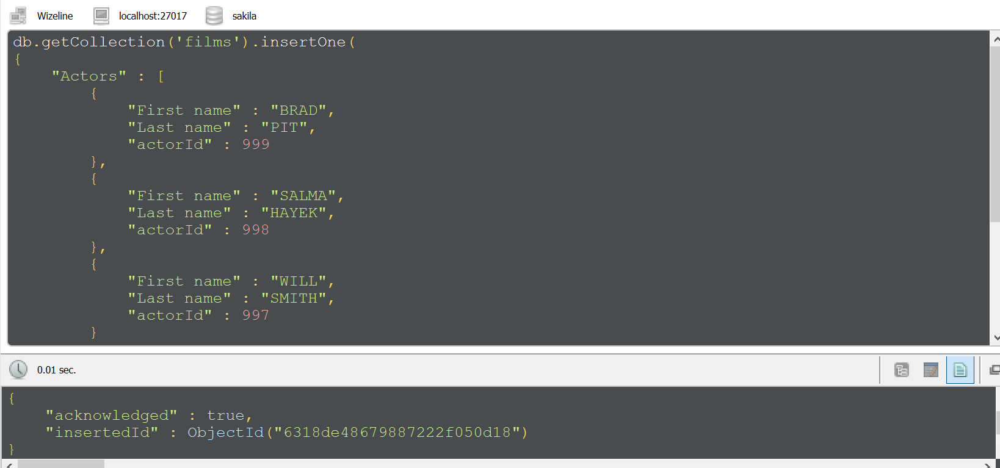 Wizeline localhost:27017 sakila
db.getCollection('films').insertOne(
{
"Actors" : [
{
"First name" : "BRAD",
"Last name" : "PIT",
"actorId" : 999
},
{
"First name" : "SALMA",
"Last name" : "HAYEK",
"actorId" : 998
},
{
"First name" : "WILL",
"Last name" : "SMITH",
"actorId" : 997
}
0.01 sec.
{
"acknowledged" : true,
"insertedId" : ObjectId("6318de48679887222f050d18")
}